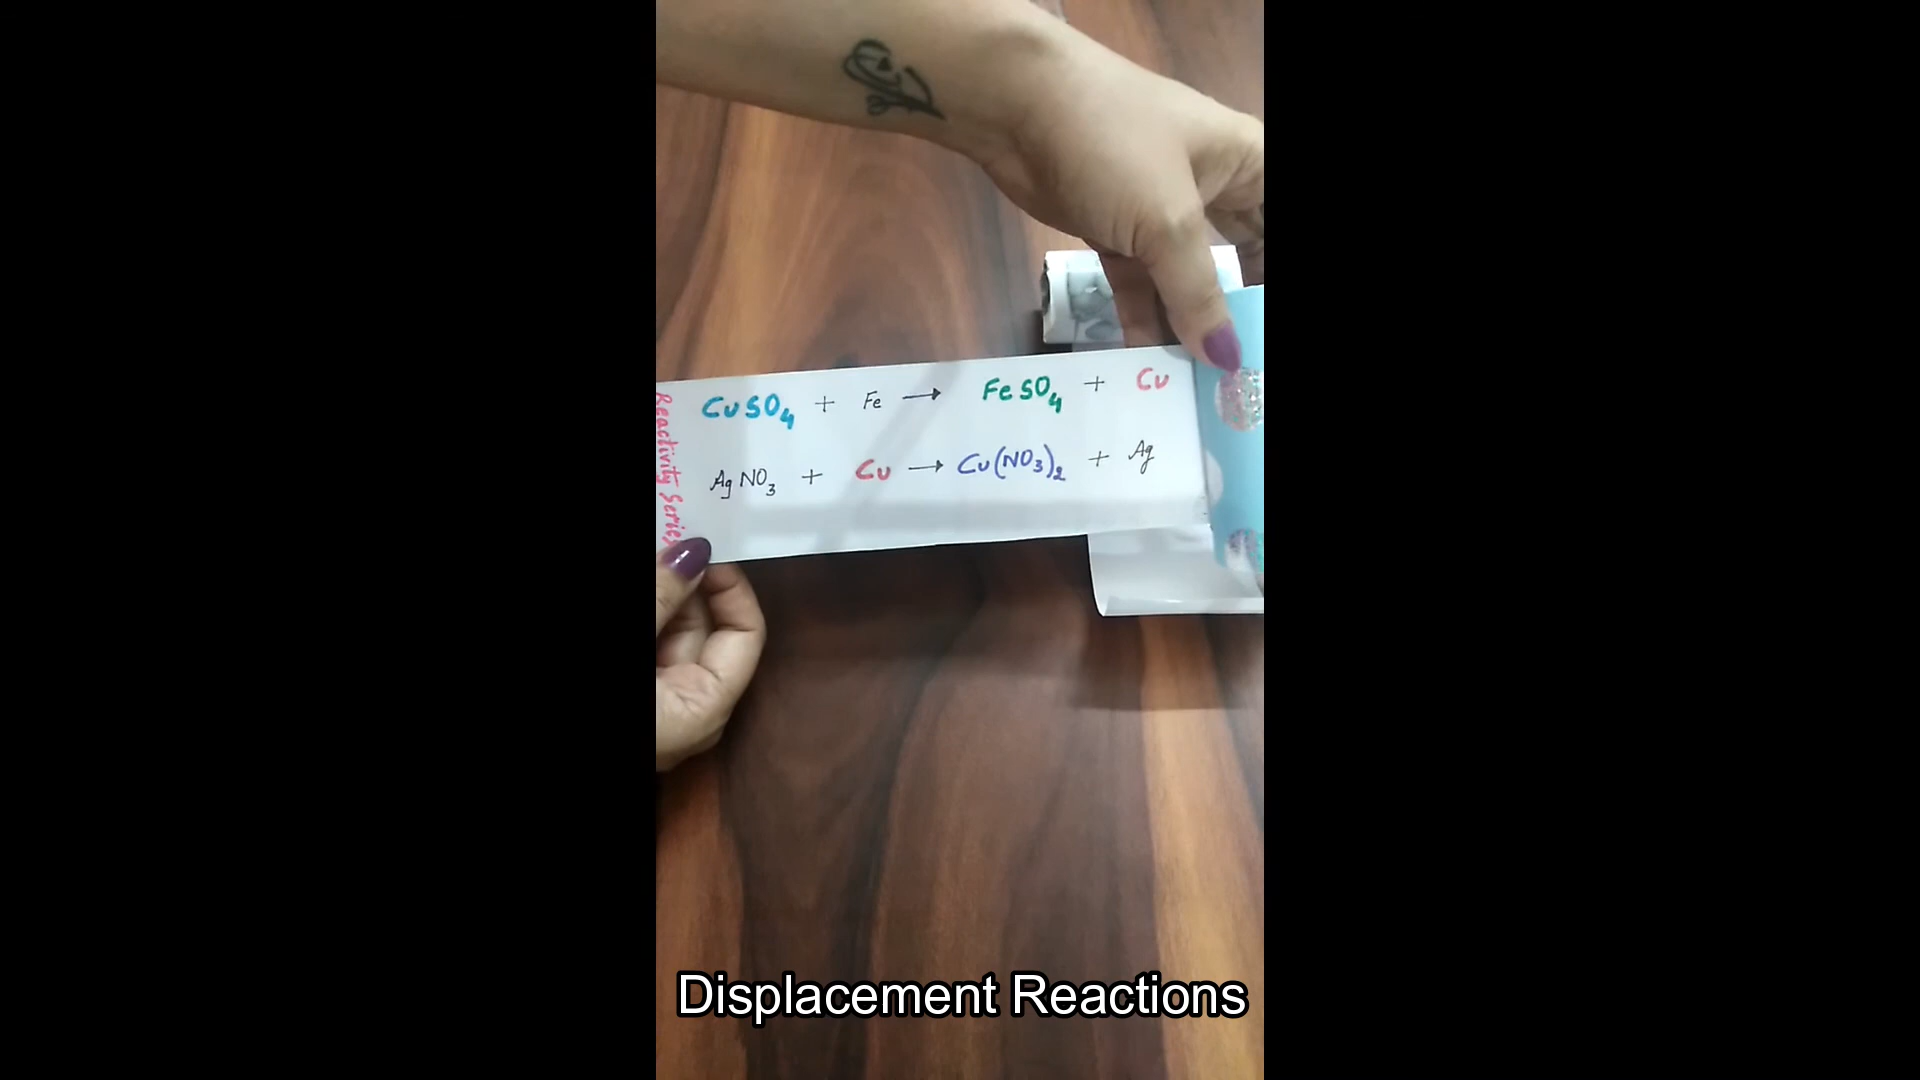 CuSO₄ + Fe → FeSO₄ + Cu
AgNO₃ + Cu → Cu(NO₃)₂ + Ag
Reactivity Series
Displacement Reactions